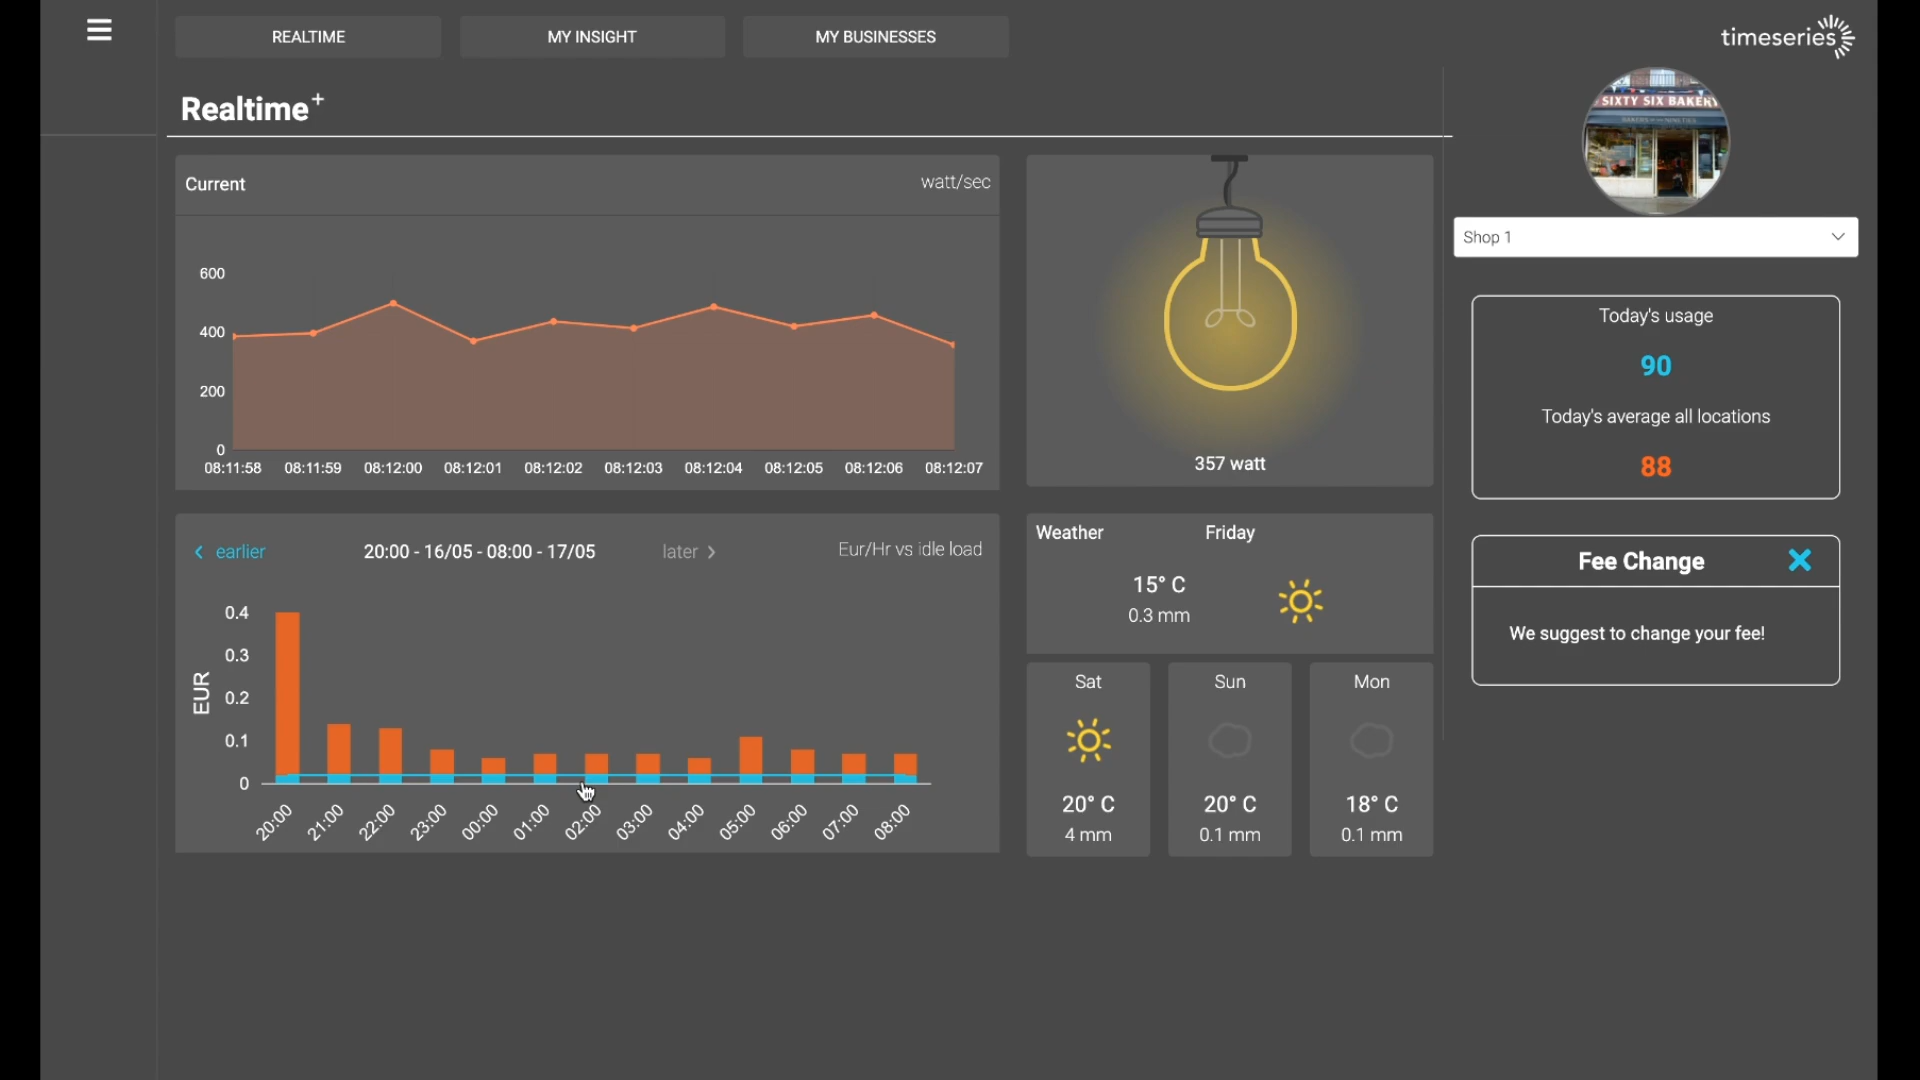 REALTIME
MY INSIGHT
MY BUSINESSES
timeseries
Realtime+
SIXTY SIX BAKERY
Shop 1
Current
watt/sec
600
400
200
0
08:11:58 08:11:59 08:12:00 08:12:01 08:12:02 08:12:03 08:12:04 08:12:05 08:12:06 08:12:07
357 watt
Today's usage
90
Today's average all locations
88
earlier
20:00 - 16/05 - 08:00 - 17/05
later
Eur/Hr vs idle load
EUR
0.4
0.3
0.2
0.1
0
20:00 21:00 22:00 23:00 00:00 01:00 02:00 03:00 04:00 05:00 06:00 07:00 08:00
Weather
Friday
15° C
0.3 mm
Sat
20° C
4 mm
Sun
20° C
0.1 mm
Mon
18° C
0.1 mm
Fee Change
We suggest to change your fee!